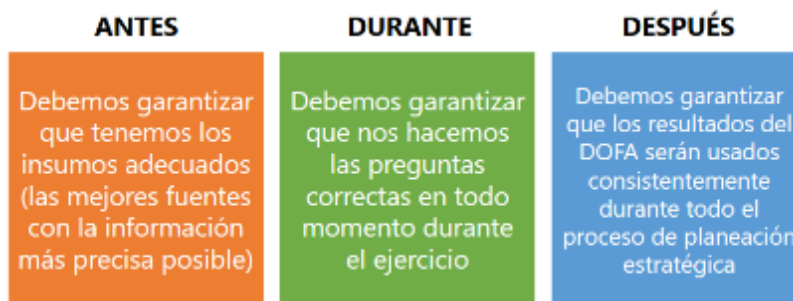 ANTES
Debemos garantizar
que tenemos los
insumos adecuados
(las mejores fuentes
con la información
más precisa posible)
DURANTE
Debemos garantizar
que nos hacemos
las preguntas
correctas en todo
momento durante
el ejercicio
DESPUÉS
Debemos garantizar
que los resultados del
DOFA serán usados
consistentemente
durante todo el
proceso de planeación
estratégica